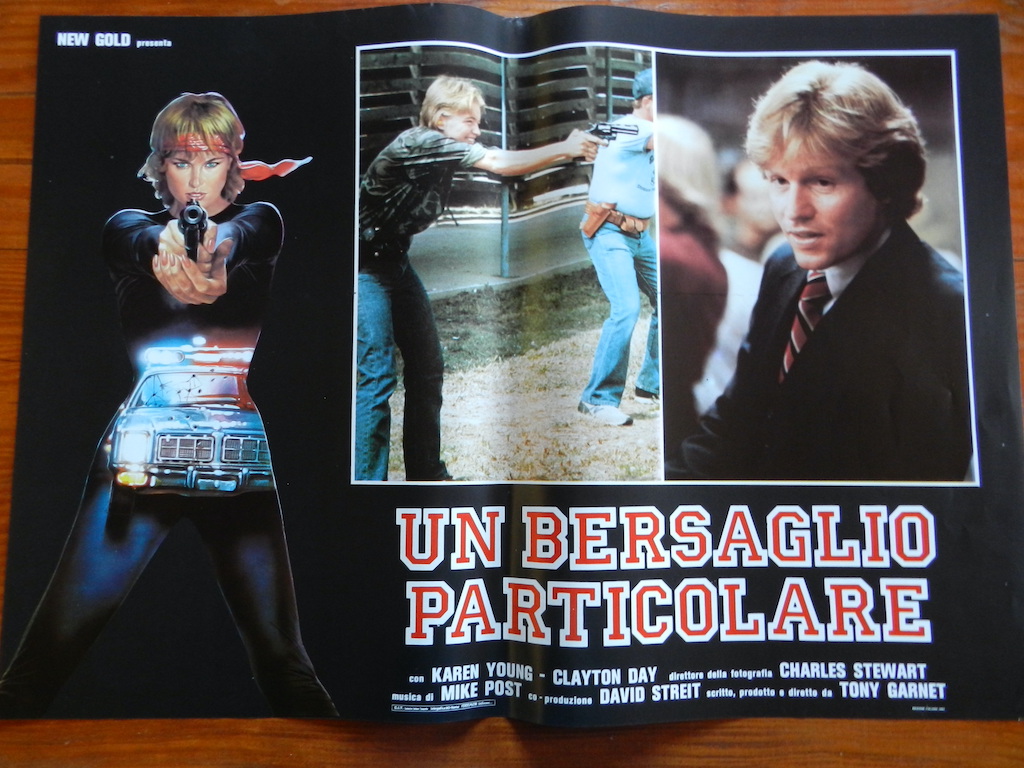 NEW GOLD presenta
UN BERSAGLIO
PARTICOLARE
con KAREN YOUNG - CLAYTON DAY direttore della fotografia CHARLES STEWART
musica di MIKE POST co-produzione DAVID STREIT scritto, prodotto e diretto da TONY GARNET